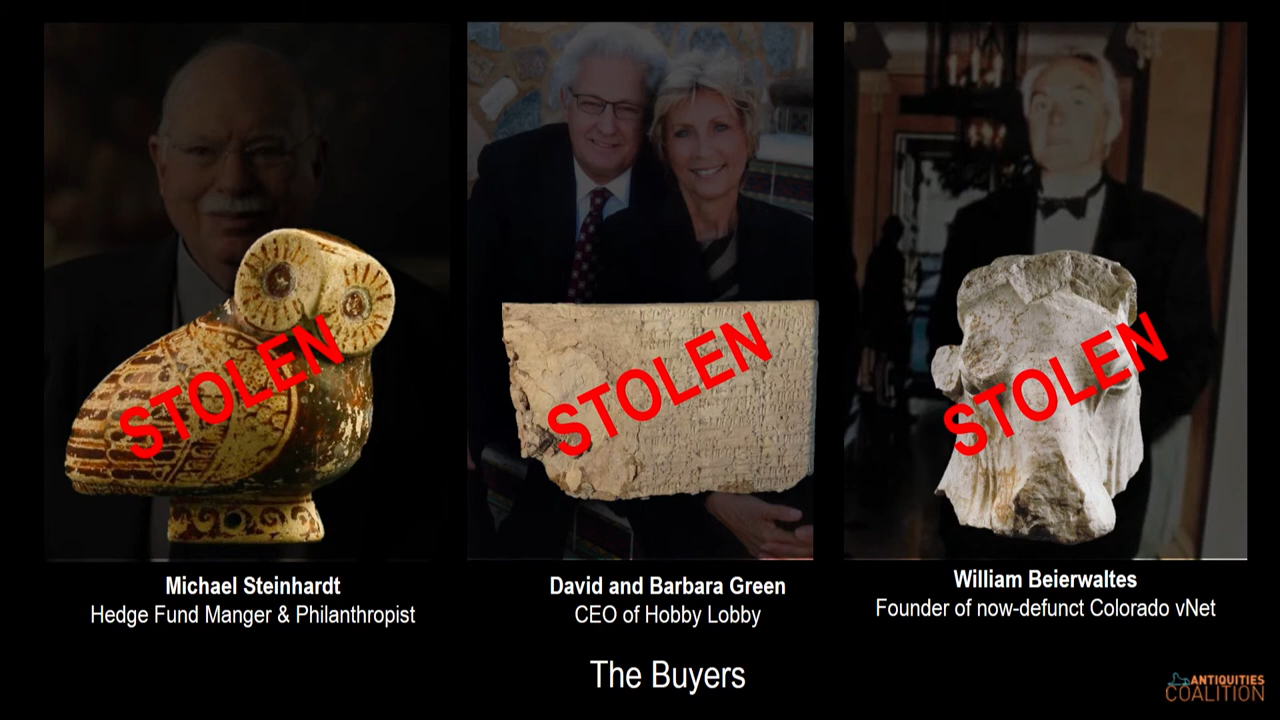 STOLEN
STOLEN
STOLEN
Michael Steinhardt
Hedge Fund Manger & Philanthropist
David and Barbara Green
CEO of Hobby Lobby
William Beierwaltes
Founder of now-defunct Colorado vNet
The Buyers
ANTIQUITIES
COALITION